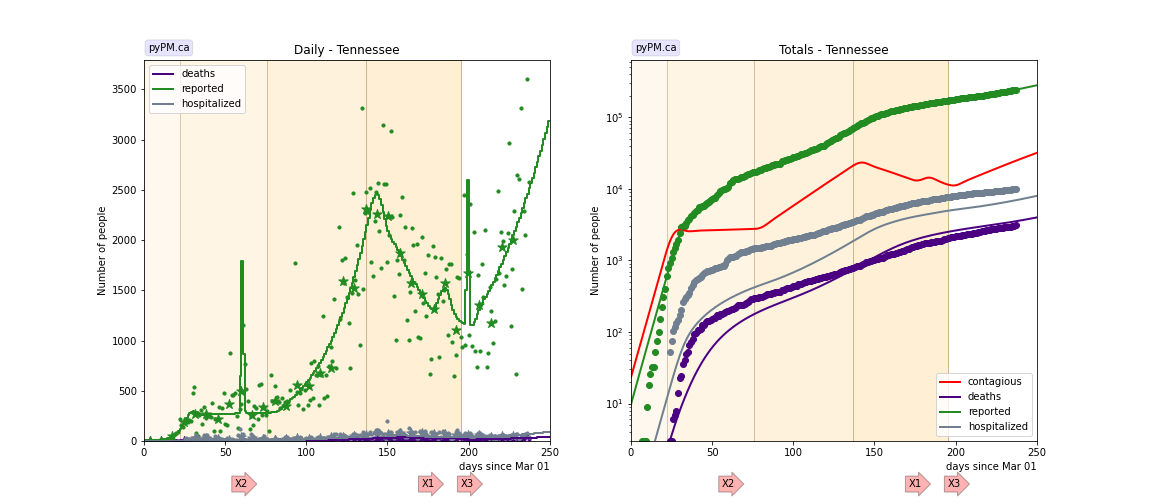 pyPM.ca
Daily - Tennessee
deaths
reported
hospitalized
Number of people
3500
3000
2500
2000
1500
1000
500
0
0 50 100 150 200 250
days since Mar 01
X2 X1 X3
pyPM.ca
Totals - Tennessee
Number of people
10^5
10^4
10^3
10^2
10^1
contagious
deaths
reported
hospitalized
0 50 100 150 200 250
days since Mar 01
X2 X1 X3